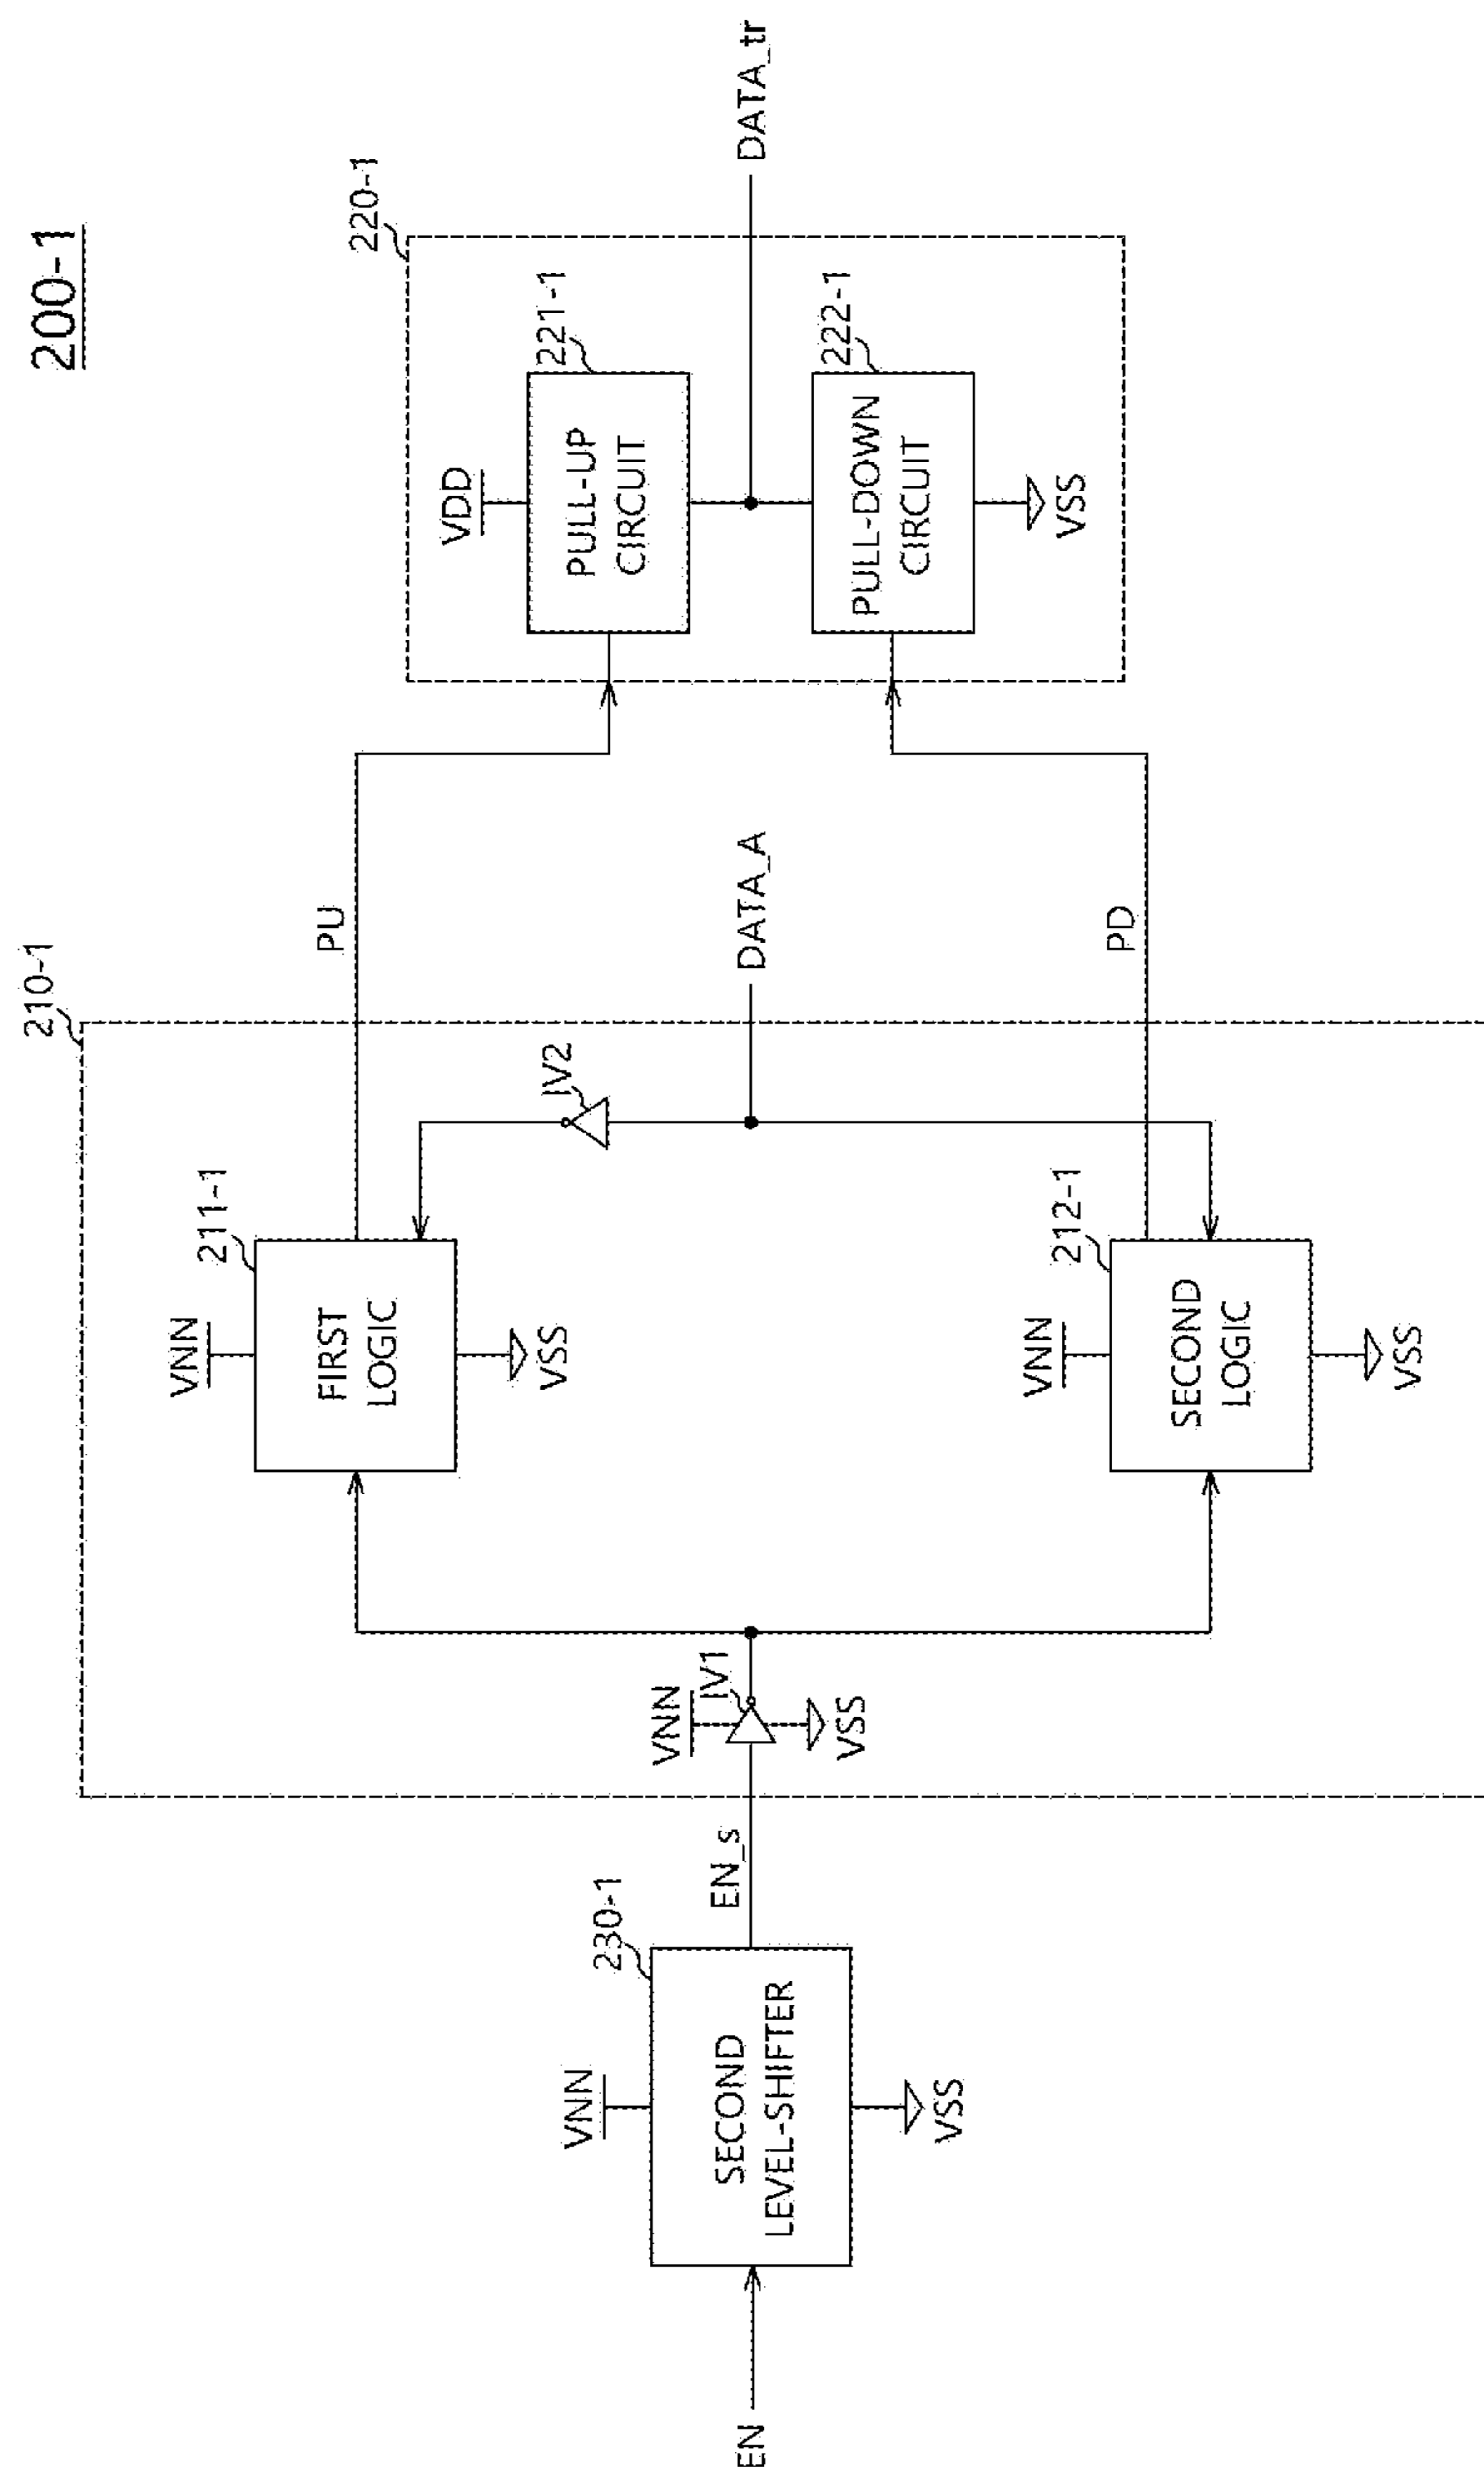 200-1
210-1
220-1
VNN
211-1
FIRST
LOGIC
VSS
PU
IV2
VDD
221-1
PULL-UP
CIRCUIT
EN
VNN
230-1
SECOND
LEVEL-SHIFTER
VSS
EN_s
VNN
IV1
VSS
DATA_A
DATA_tr
222-1
PULL-DOWN
CIRCUIT
VSS
VNN
212-1
SECOND
LOGIC
VSS
PD